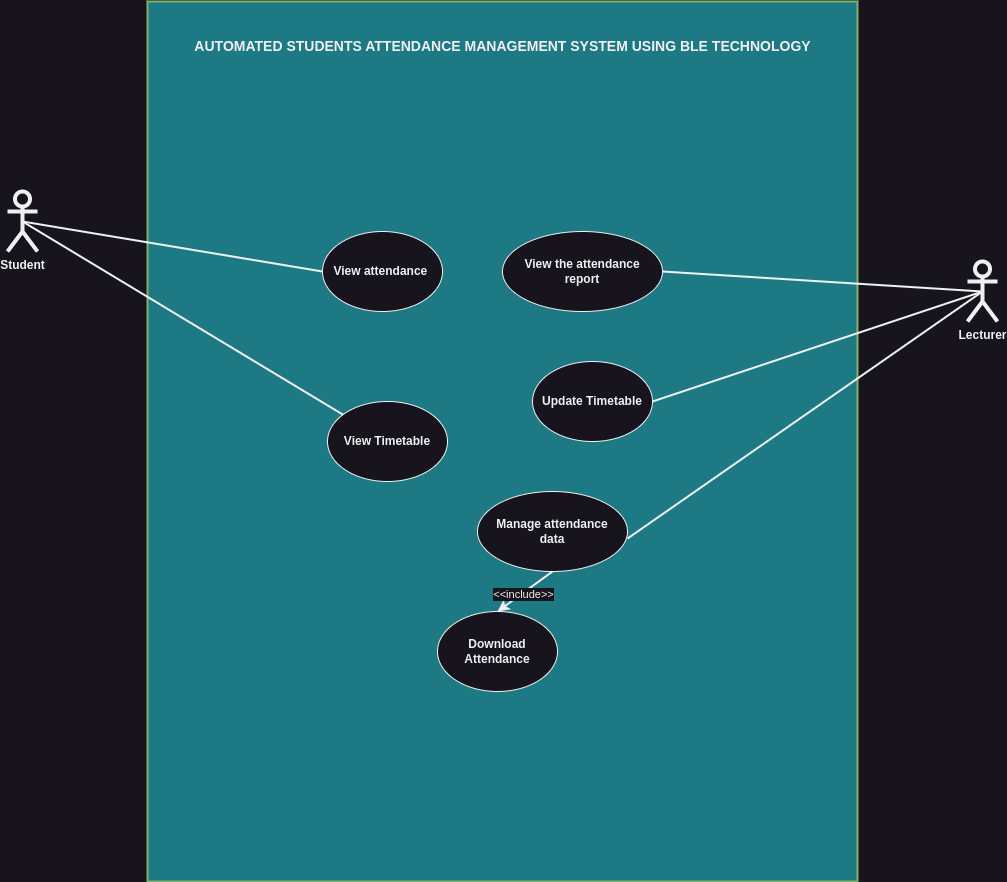 AUTOMATED STUDENTS ATTENDANCE MANAGEMENT SYSTEM USING BLE TECHNOLOGY
Student
View attendance
View the attendance
report
Lecturer
Update Timetable
View Timetable
Manage attendance
data
<<include>>
Download
Attendance